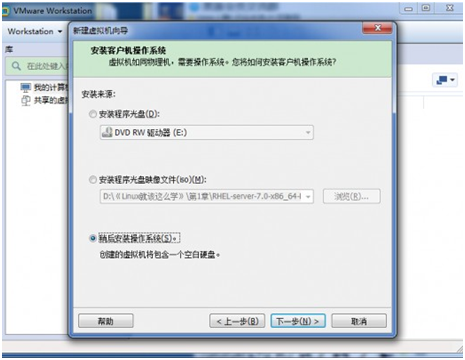 VMware Workstation
Workstation
新建虚拟机向导
安装客户机操作系统
虚拟机如同物理机，需要操作系统。您将如何安装客户机操作系统?
库
在此处键入
我的计算机
共享的虚
安装来源:
安装程序光盘(D):
DVD RW 驱动器 (E:)
安装程序光盘映像文件(iso)(M):
D:\《Linux就该这么学》\第1章\RHEL-server-7.0-x86_64-l
浏览(R)...
稍后安装操作系统(S)。
创建的虚拟机将包含一个空白硬盘。
帮助
< 上一步(B)
下一步(N) >
取消